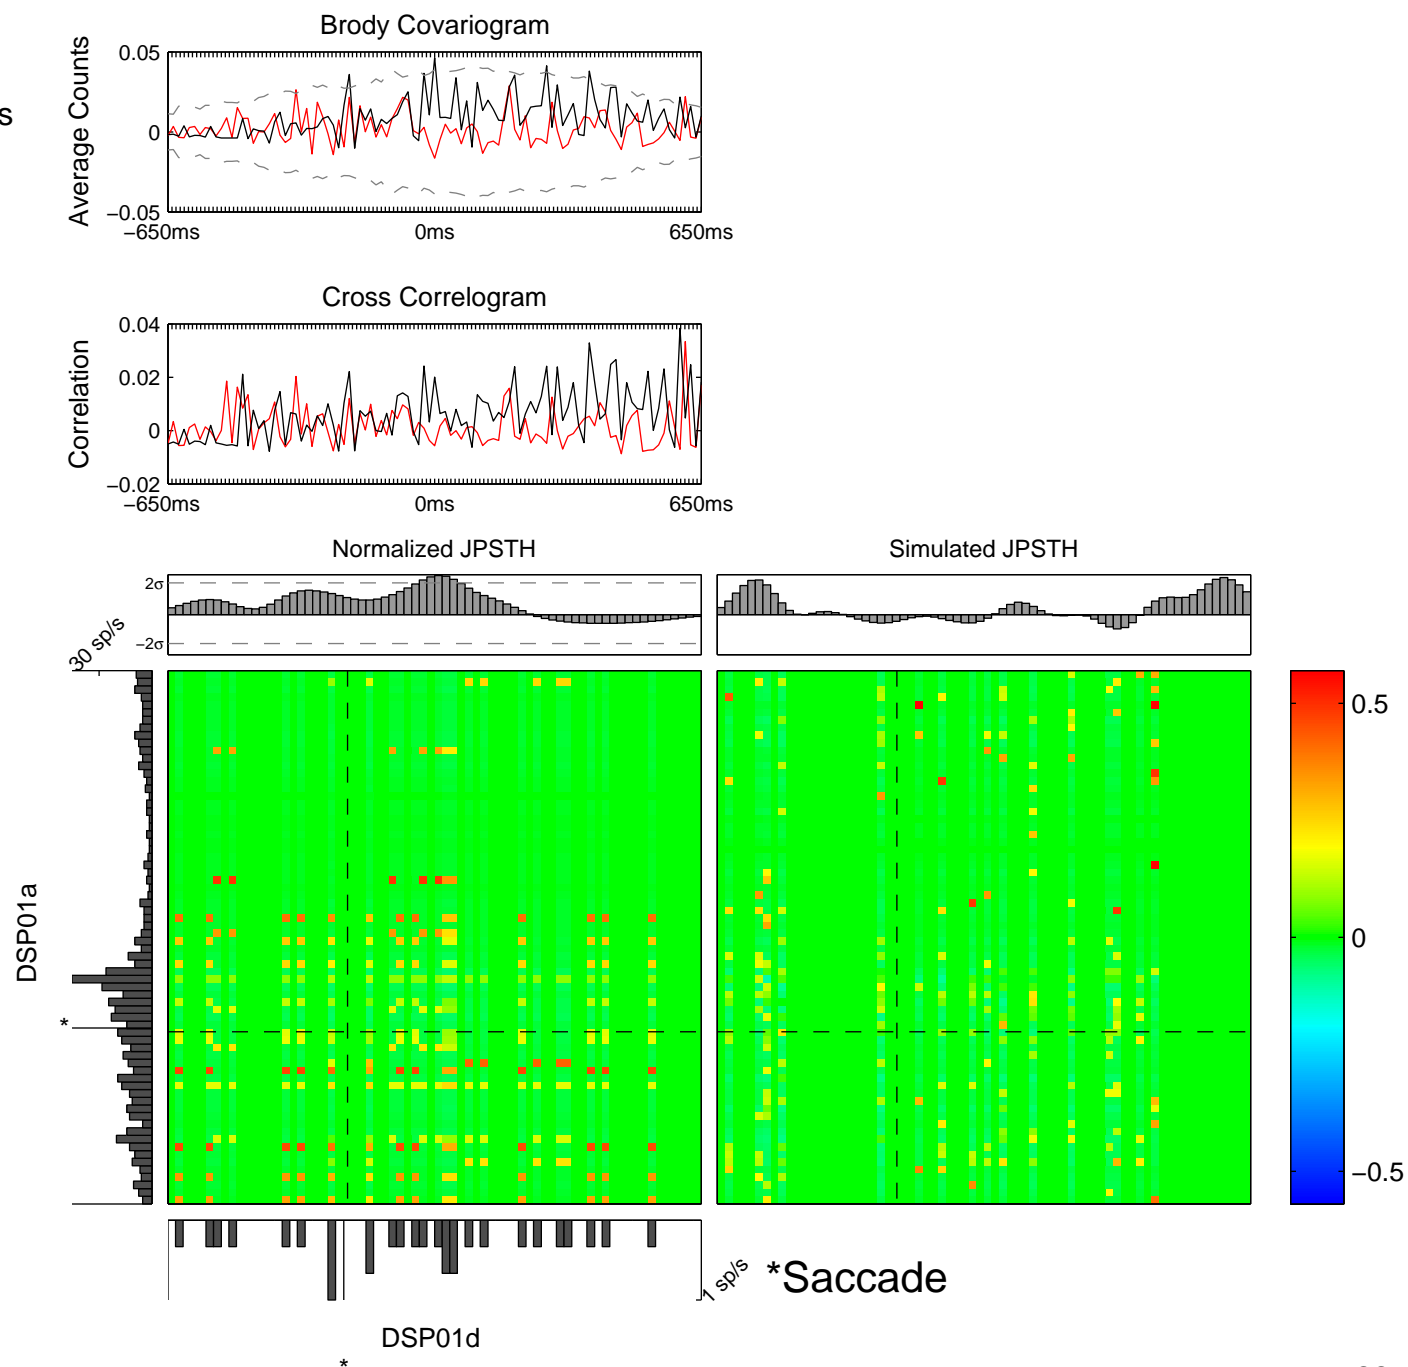 Brody Covariogram
s
Average Counts
0.05
0
−0.05
−650ms 0ms 650ms
Cross Correlogram
Correlation
0.04
0.02
0
−0.02
−650ms 0ms 650ms
Normalized JPSTH
Simulated JPSTH
2σ
−2σ
30 sp/s
DSP01a
*
0.5
0
−0.5
1 sp/s
*Saccade
DSP01d
*